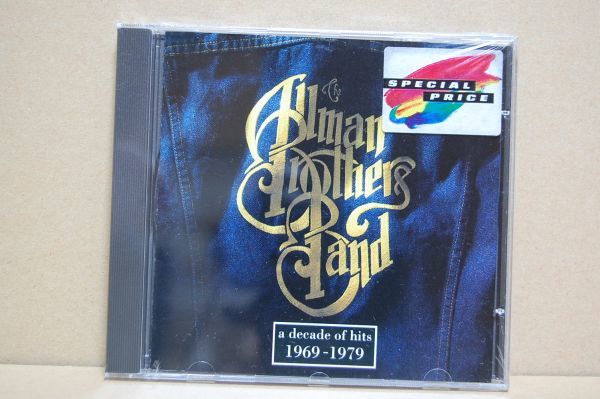 The
Allman
Brothers
Band
SPECIAL
PRICE
a decade of hits
1969-1979